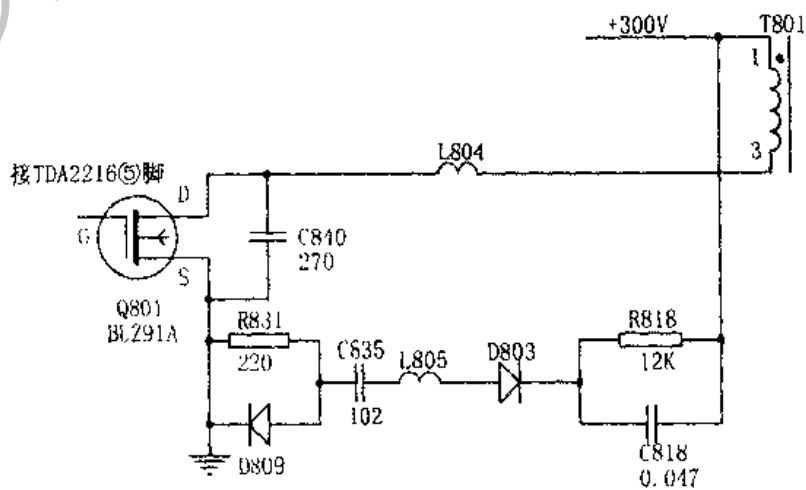 +300V
T801
1
3
L804
接TDA2216⑤脚
D
G
S
C840
270
Q801
R831
220
C835
102
L805
D803
R818
12K
D809
C818
0.047